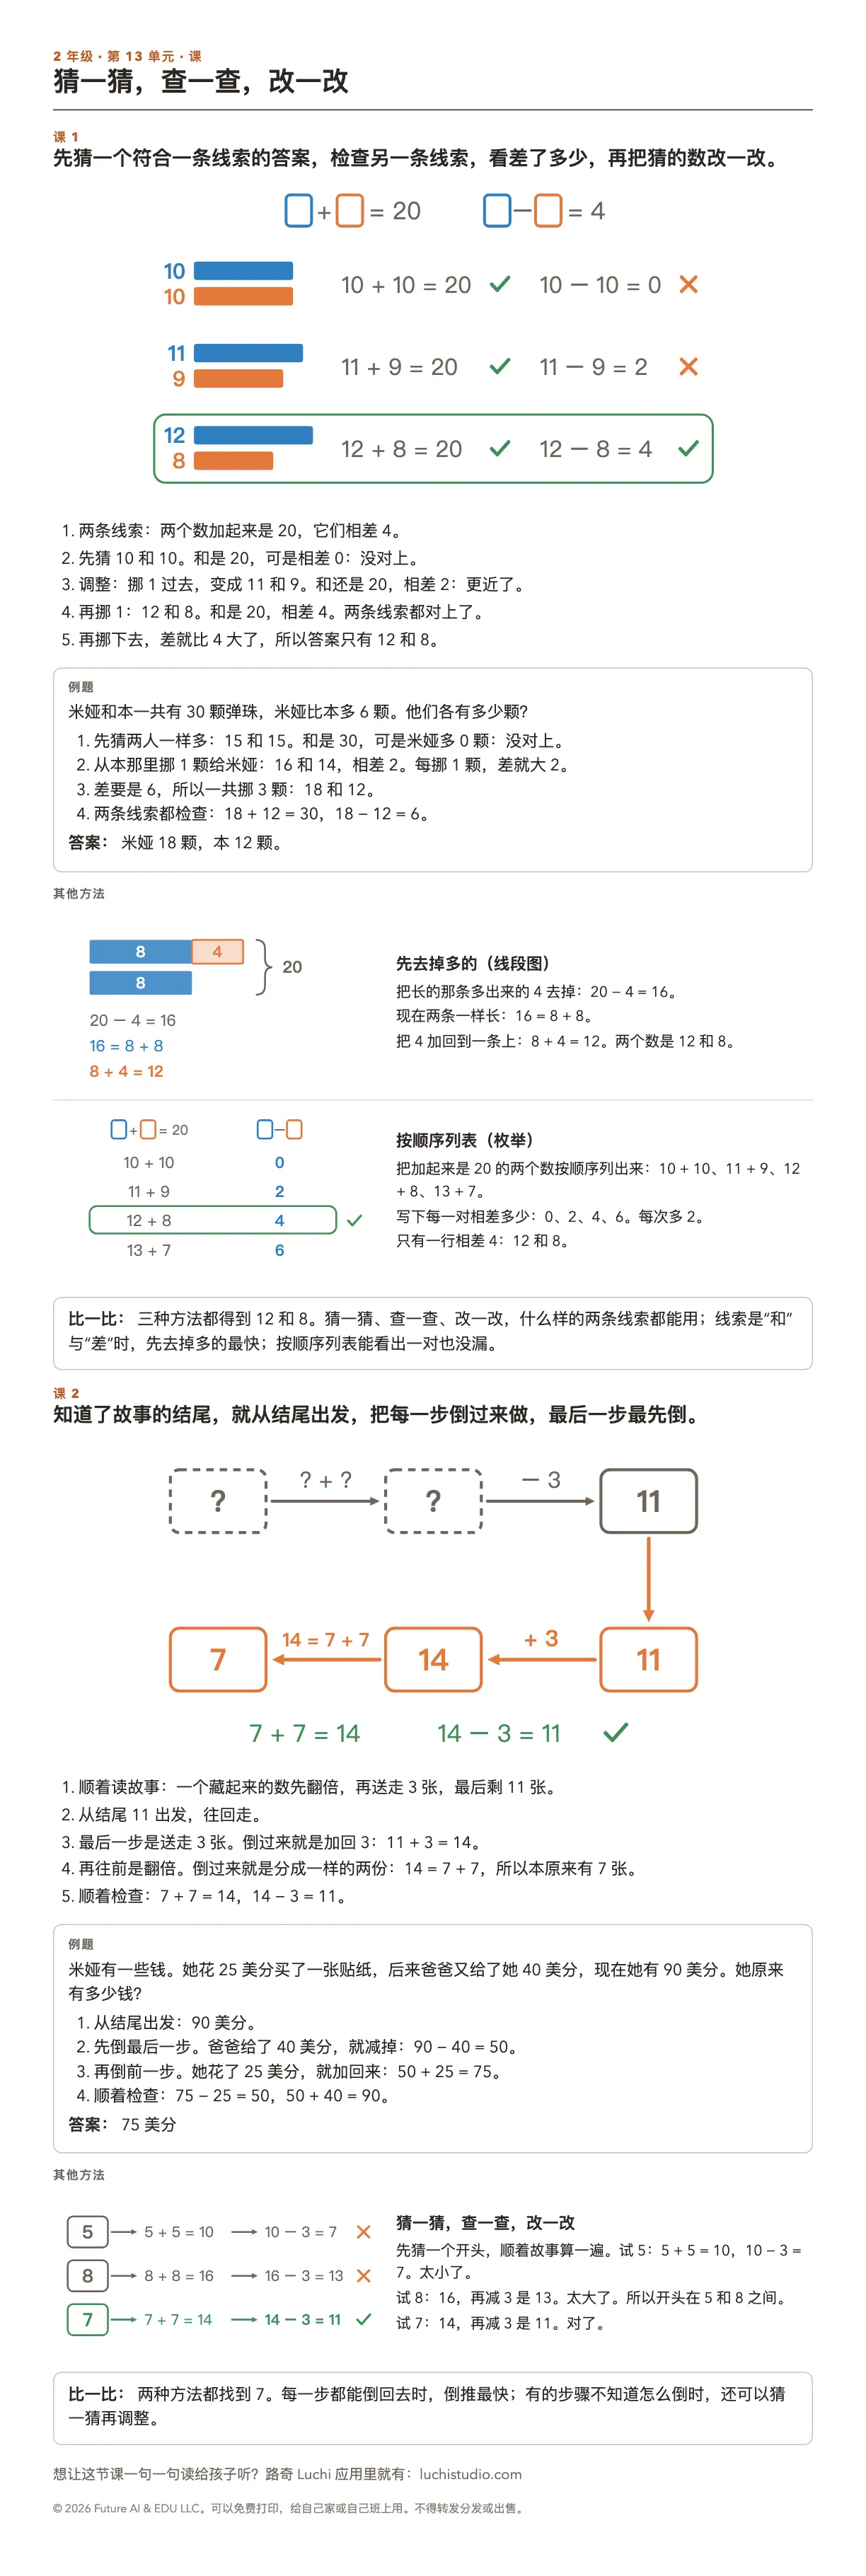 2 年级 · 第 13 单元 · 课
猜一猜，查一查，改一改
课 1
先猜一个符合一条线索的答案，检查另一条线索，看差了多少，再把猜的数改一改。
□+□= 20 □−□= 4
10
10
10 + 10 = 20 ✓ 10 − 10 = 0 ✕
11
9
11 + 9 = 20 ✓ 11 − 9 = 2 ✕
12
8
12 + 8 = 20 ✓ 12 − 8 = 4 ✓
1. 两条线索：两个数加起来是 20，它们相差 4。
2. 先猜 10 和 10。和是 20，可是相差 0：没对上。
3. 调整：挪 1 过去，变成 11 和 9。和还是 20，相差 2：更近了。
4. 再挪 1：12 和 8。和是 20，相差 4。两条线索都对上了。
5. 再挪下去，差就比 4 大了，所以答案只有 12 和 8。
例题
米娅和本一共有 30 颗弹珠，米娅比本多 6 颗。他们各有多少颗？
1. 先猜两人一样多：15 和 15。和是 30，可是米娅多 0 颗：没对上。
2. 从本那里挪 1 颗给米娅：16 和 14，相差 2。每挪 1 颗，差就大 2。
3. 差要是 6，所以一共挪 3 颗：18 和 12。
4. 两条线索都检查：18 + 12 = 30，18 − 12 = 6。
答案： 米娅 18 颗，本 12 颗。
其他方法
8 4
8
20
20 − 4 = 16
16 = 8 + 8
8 + 4 = 12
先去掉多的（线段图）
把长的那条多出来的 4 去掉：20 − 4 = 16。
现在两条一样长：16 = 8 + 8。
把 4 加回到一条上：8 + 4 = 12。两个数是 12 和 8。
□+□= 20 □−□
10 + 10 0
11 + 9 2
12 + 8 4 ✓
13 + 7 6
按顺序列表（枚举）
把加起来是 20 的两个数按顺序列出来：10 + 10、11 + 9、12
+ 8、13 + 7。
写下每一对相差多少：0、2、4、6。每次多 2。
只有一行相差 4：12 和 8。
比一比： 三种方法都得到 12 和 8。猜一猜、查一查、改一改，什么样的两条线索都能用；线索是“和”
与“差”时，先去掉多的最快；按顺序列表能看出一对也没漏。
课 2
知道了故事的结尾，就从结尾出发，把每一步倒过来做，最后一步最先倒。
? ? + ? ? − 3 11
7 14 = 7 + 7 14 + 3 11
7 + 7 = 14 14 − 3 = 11 ✓
1. 顺着读故事：一个藏起来的数先翻倍，再送走 3 张，最后剩 11 张。
2. 从结尾 11 出发，往回走。
3. 最后一步是送走 3 张。倒过来就是加回 3：11 + 3 = 14。
4. 再往前是翻倍。倒过来就是分成一样的两份：14 = 7 + 7，所以本原来有 7 张。
5. 顺着检查：7 + 7 = 14，14 − 3 = 11。
例题
米娅有一些钱。她花 25 美分买了一张贴纸，后来爸爸又给了她 40 美分，现在她有 90 美分。她原来
有多少钱？
1. 从结尾出发：90 美分。
2. 先倒最后一步。爸爸给了 40 美分，就减掉：90 − 40 = 50。
3. 再倒前一步。她花了 25 美分，就加回来：50 + 25 = 75。
4. 顺着检查：75 − 25 = 50，50 + 40 = 90。
答案： 75 美分
其他方法
5 5 + 5 = 10 10 − 3 = 7 ✕
8 8 + 8 = 16 16 − 3 = 13 ✕
7 7 + 7 = 14 14 − 3 = 11 ✓
猜一猜，查一查，改一改
先猜一个开头，顺着故事算一遍。试 5：5 + 5 = 10，10 − 3 =
7。太小了。
试 8：16，再减 3 是 13。太大了。所以开头在 5 和 8 之间。
试 7：14，再减 3 是 11。对了。
比一比： 两种方法都找到 7。每一步都能倒回去时，倒推最快；有的步骤不知道怎么倒时，还可以猜
一猜再调整。
想让这节课一句一句读给孩子听？路奇 Luchi 应用里就有：luchistudio.com
© 2026 Future AI & EDU LLC。可以免费打印，给自己家或自己班上用。不得转发分发或出售。